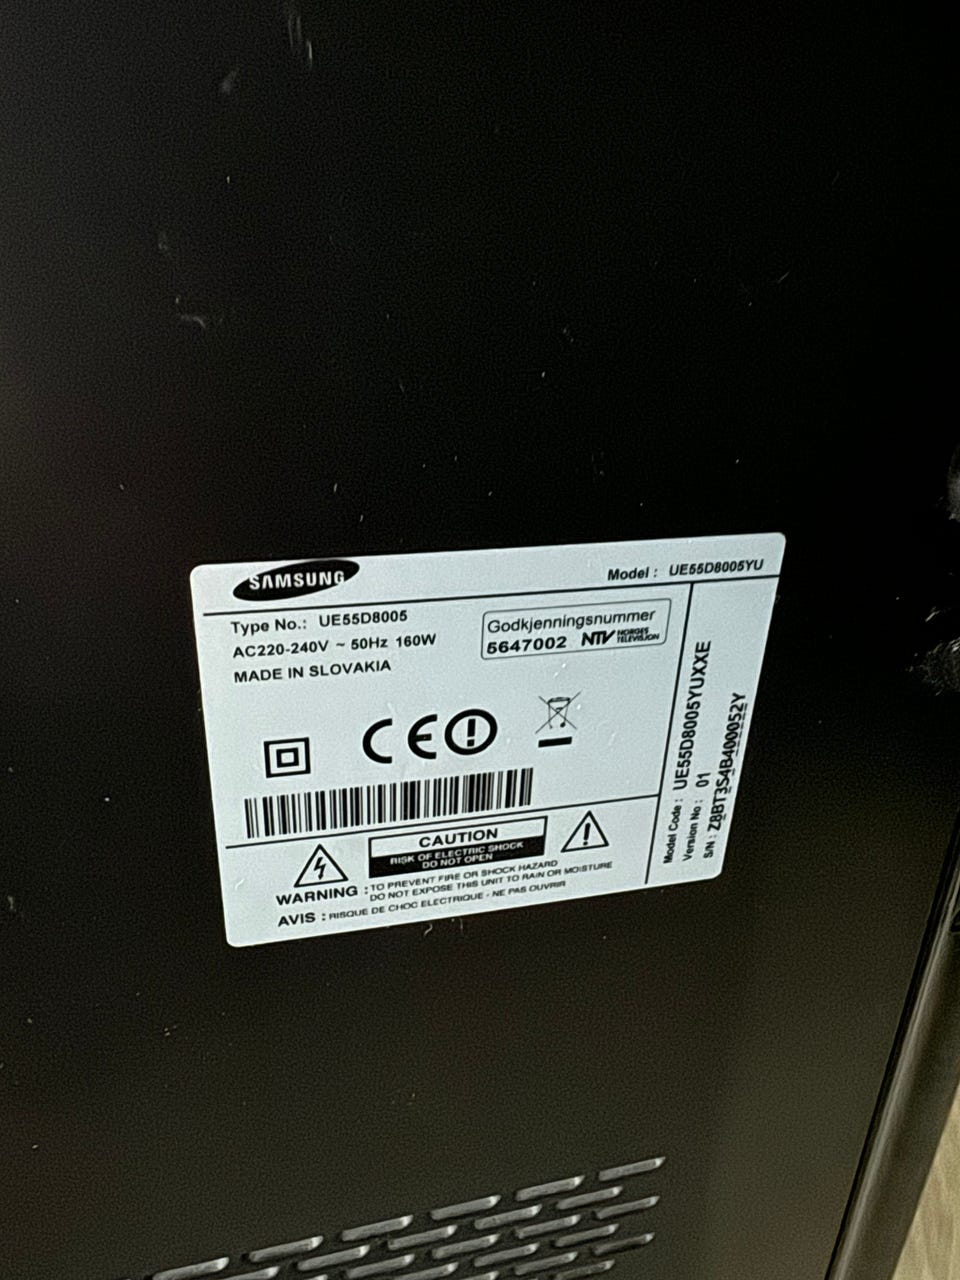 SAMSUNG
Model : UE55D8005YU
Type No.: UE55D8005
AC220-240V ~ 50Hz 160W
MADE IN SLOVAKIA
Godkjenningsnummer
5647002 NTV NORGES
TELEVISJON
CE
CAUTION
RISK OF ELECTRIC SHOCK
DO NOT OPEN
WARNING : TO PREVENT FIRE OR SHOCK HAZARD
DO NOT EXPOSE THIS UNIT TO RAIN OR MOISTURE
AVIS : RISQUE DE CHOC ELECTRIQUE - NE PAS OUVRIR
Model Code : UE55D8005YUXXE
Version No : 01
S/N : Z8BT3S4B400052Y